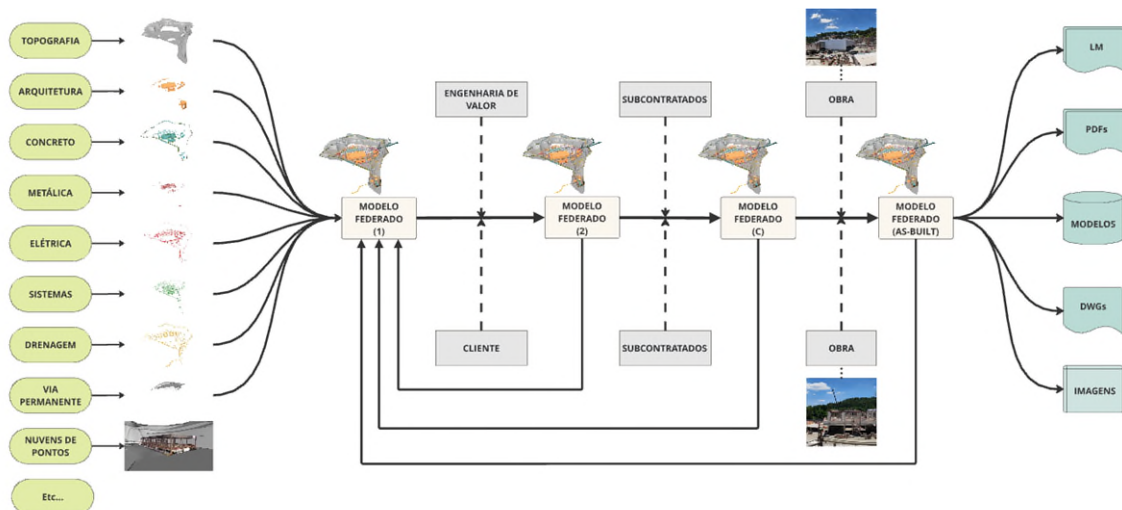 TOPOGRAFIA
ARQUITETURA
CONCRETO
METÁLICA
ELÉTRICA
SISTEMAS
DRENAGEM
VIA
PERMANENTE
NUVENS DE
PONTOS
Etc...
MODELO
FEDERADO
(1)
ENGENHARIA DE
VALOR
CLIENTE
MODELO
FEDERADO
(2)
SUBCONTRATADOS
SUBCONTRATADOS
MODELO
FEDERADO
(C)
OBRA
OBRA
MODELO
FEDERADO
(AS-BUILT)
LM
PDFs
MODELOS
DWGs
IMAGENS